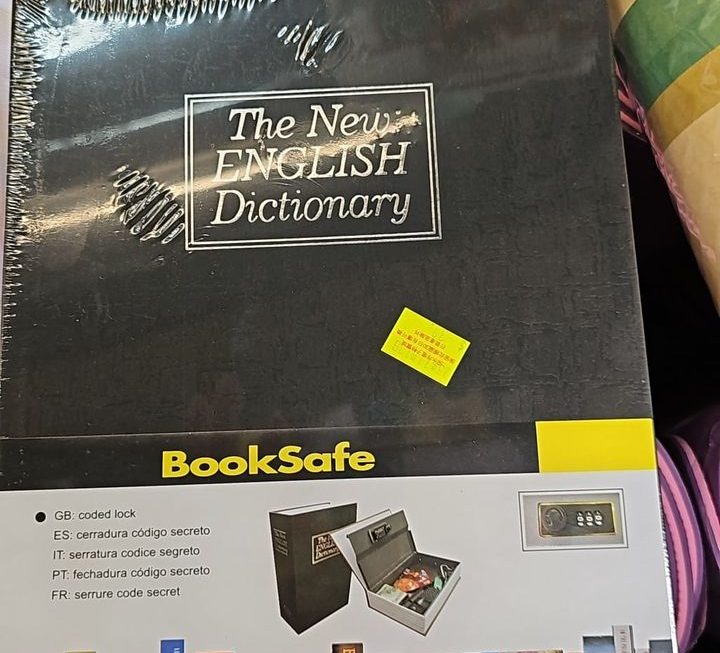 The New
ENGLISH
Dictionary
BookSafe
GB: coded lock
ES: cerradura código secreto
IT: serratura codice segreto
PT: fechadura código secreto
FR: serrure code secret